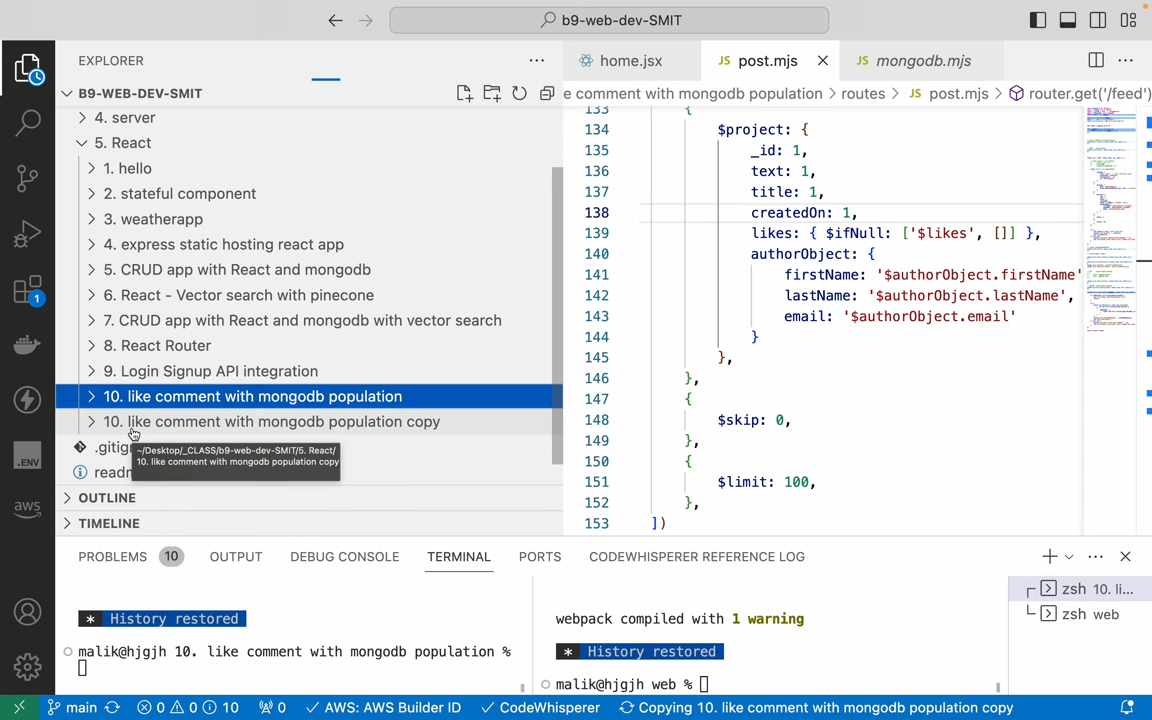 b9-web-dev-SMIT
EXPLORER
B9-WEB-DEV-SMIT
4. server
5. React
1. hello
2. stateful component
3. weatherapp
4. express static hosting react app
5. CRUD app with React and mongodb
6. React - Vector search with pinecone
7. CRUD app with React and mongodb with vector search
8. React Router
9. Login Signup API integration
10. like comment with mongodb population
10. like comment with mongodb population copy
.gitig
~/Desktop/_CLASS/b9-web-dev-SMIT/5. React/
10. like comment with mongodb population copy
readm
OUTLINE
TIMELINE
1
.ENV
aws
home.jsx
JS post.mjs
JS mongodb.mjs
e comment with mongodb population > routes > JS post.mjs > router.get('/feed')
133 {
134 $project: {
135 _id: 1,
136 text: 1,
137 title: 1,
138 createdOn: 1,
139 likes: { $ifNull: ['$likes', []] },
140 authorObject: {
141 firstName: '$authorObject.firstName'
142 lastName: '$authorObject.lastName',
143 email: '$authorObject.email'
144 }
145 },
146 },
147 {
148 $skip: 0,
149 },
150 {
151 $limit: 100,
152 },
153 ])
PROBLEMS 10 OUTPUT DEBUG CONSOLE TERMINAL PORTS CODEWHISPERER REFERENCE LOG
* History restored
malik@hjgjh 10. like comment with mongodb population %
webpack compiled with 1 warning
* History restored
malik@hjgjh web %
zsh 10. li...
zsh web
main 0 0 10 0 AWS: AWS Builder ID CodeWhisperer Copying 10. like comment with mongodb population copy